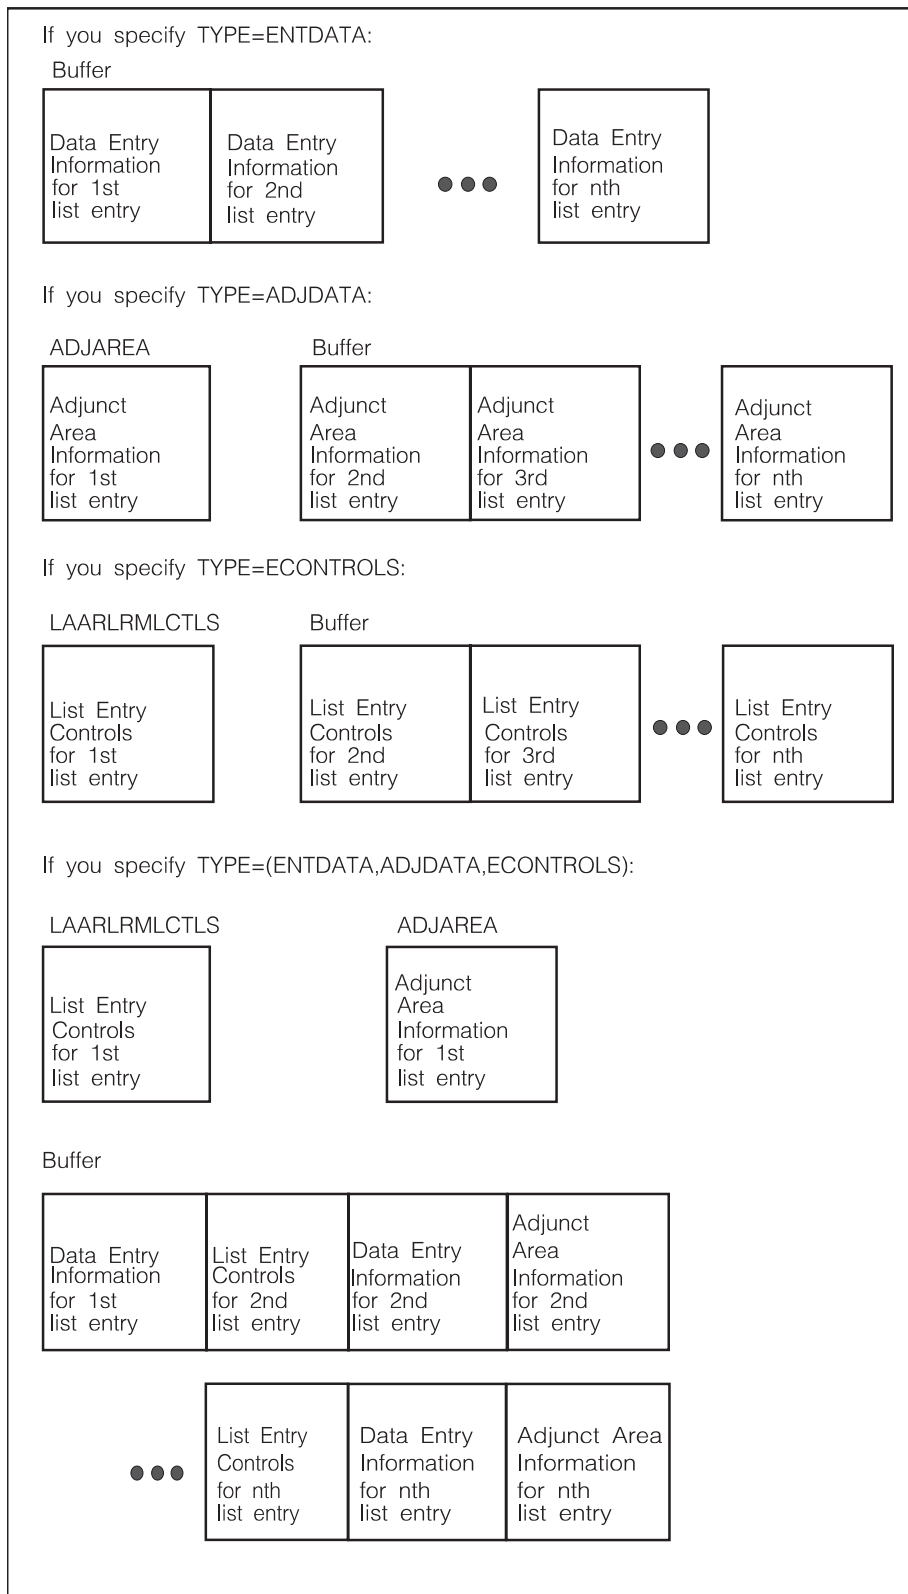 If you specify TYPE=ENTDATA:
Buffer
Data Entry
Information
for 1st
list entry
Data Entry
Information
for 2nd
list entry
Data Entry
Information
for nth
list entry
If you specify TYPE=ADJDATA:
ADJAREA
Buffer
Adjunct
Area
Information
for 1st
list entry
Adjunct
Area
Information
for 2nd
list entry
Adjunct
Area
Information
for 3rd
list entry
Adjunct
Area
Information
for nth
list entry
If you specify TYPE=ECONTROLS:
LAARLRMLCTLS
Buffer
List Entry
Controls
for 1st
list entry
List Entry
Controls
for 2nd
list entry
List Entry
Controls
for 3rd
list entry
List Entry
Controls
for nth
list entry
If you specify TYPE=(ENTDATA,ADJDATA,ECONTROLS):
LAARLRMLCTLS
ADJAREA
List Entry
Controls
for 1st
list entry
Adjunct
Area
Information
for 1st
list entry
Buffer
Data Entry
Information
for 1st
list entry
List Entry
Controls
for 2nd
list entry
Data Entry
Information
for 2nd
list entry
Adjunct
Area
Information
for 2nd
list entry
List Entry
Controls
for nth
list entry
Data Entry
Information
for nth
list entry
Adjunct Area
Information
for nth
list entry